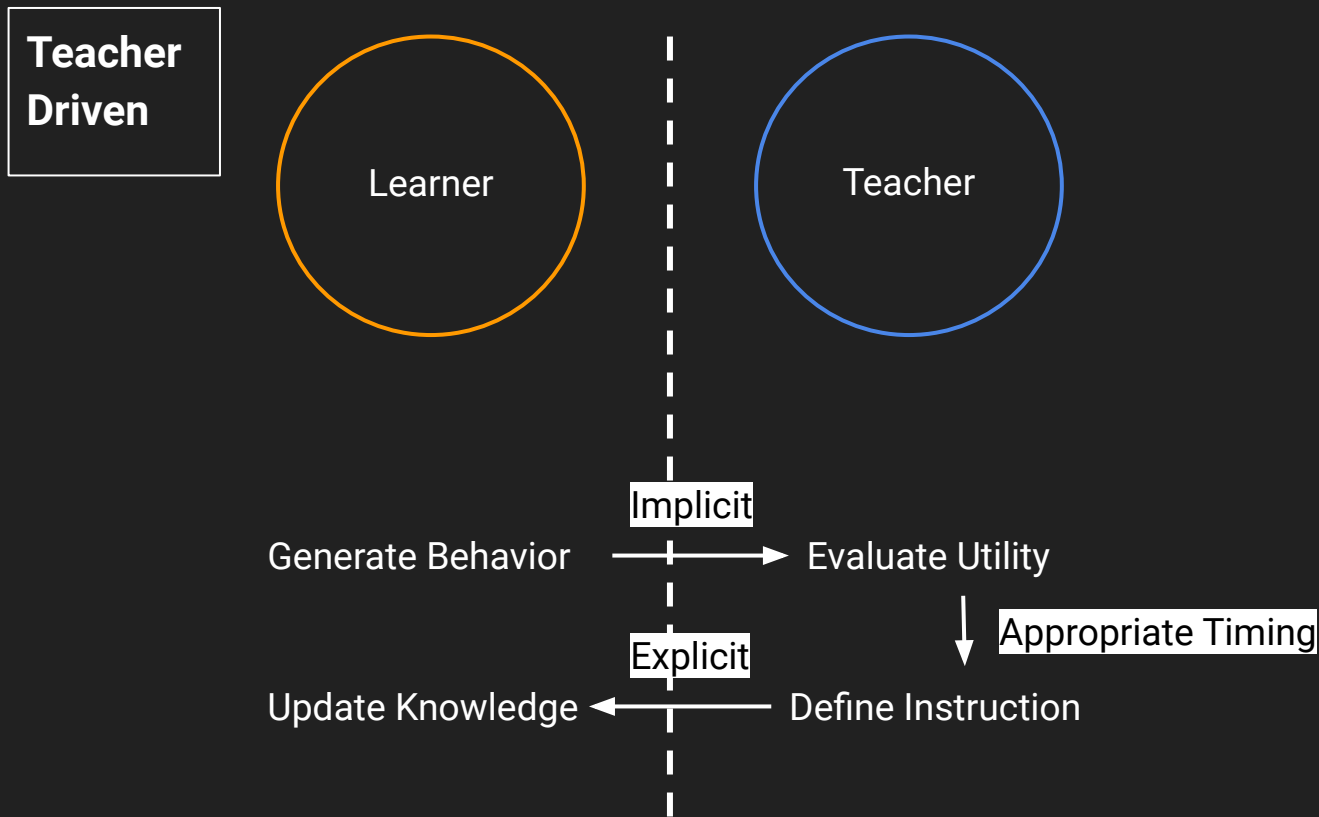 Teacher
Driven
Learner
Teacher
Implicit
Generate Behavior
Evaluate Utility
Appropriate Timing
Explicit
Update Knowledge
Define Instruction